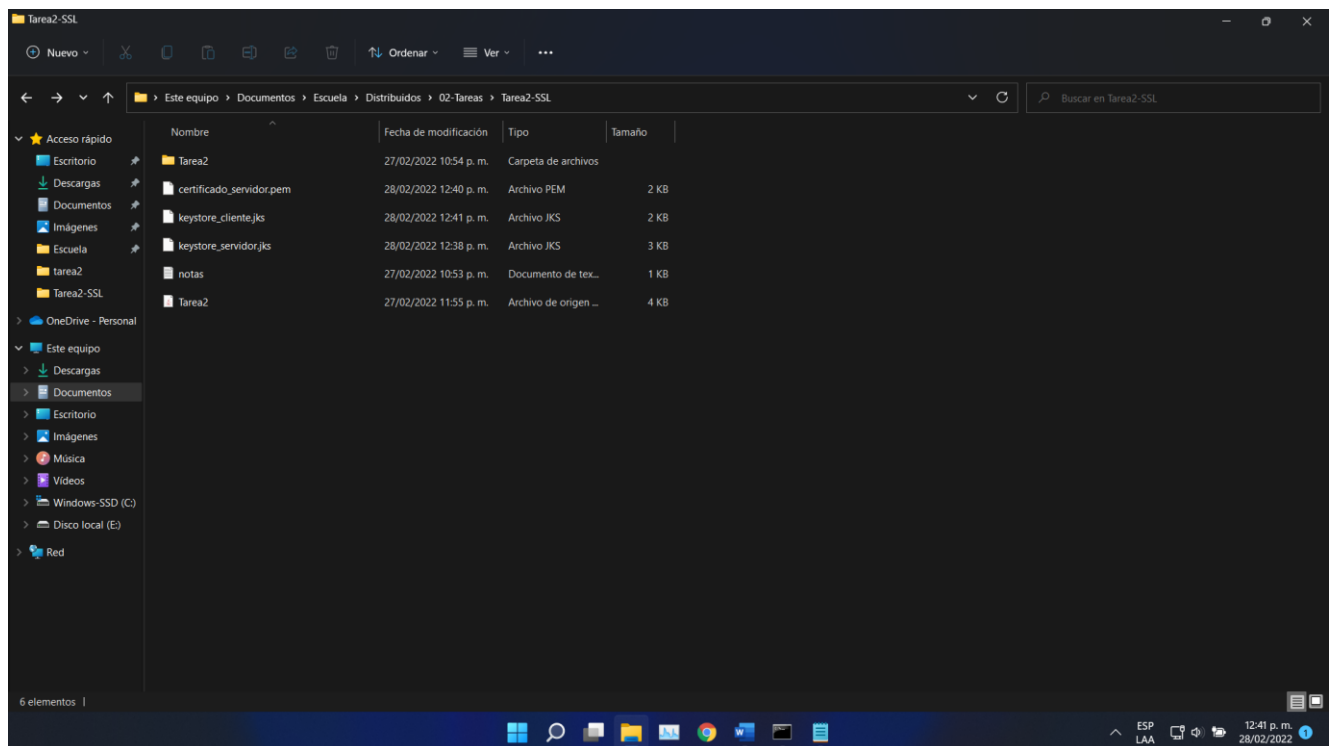 Tarea2-SSL
Nuevo Ordenar Ver
Este equipo > Documentos > Escuela > Distribuidos > 02-Tareas > Tarea2-SSL
Buscar en Tarea2-SSL
Nombre Fecha de modificación Tipo Tamaño
Tarea2 27/02/2022 10:54 p. m. Carpeta de archivos
certificado_servidor.pem 28/02/2022 12:40 p. m. Archivo PEM 2 KB
keystore_cliente.jks 28/02/2022 12:41 p. m. Archivo JKS 2 KB
keystore_servidor.jks 28/02/2022 12:38 p. m. Archivo JKS 3 KB
notas 27/02/2022 10:53 p. m. Documento de tex... 1 KB
Tarea2 27/02/2022 11:55 p. m. Archivo de origen ... 4 KB
Acceso rápido
Escritorio
Descargas
Documentos
Imágenes
Escuela
tarea2
Tarea2-SSL
OneDrive - Personal
Este equipo
Descargas
Documentos
Escritorio
Imágenes
Música
Vídeos
Windows-SSD (C:)
Disco local (E:)
Red
6 elementos
W
ESP
LAA
12:41 p. m.
28/02/2022
1